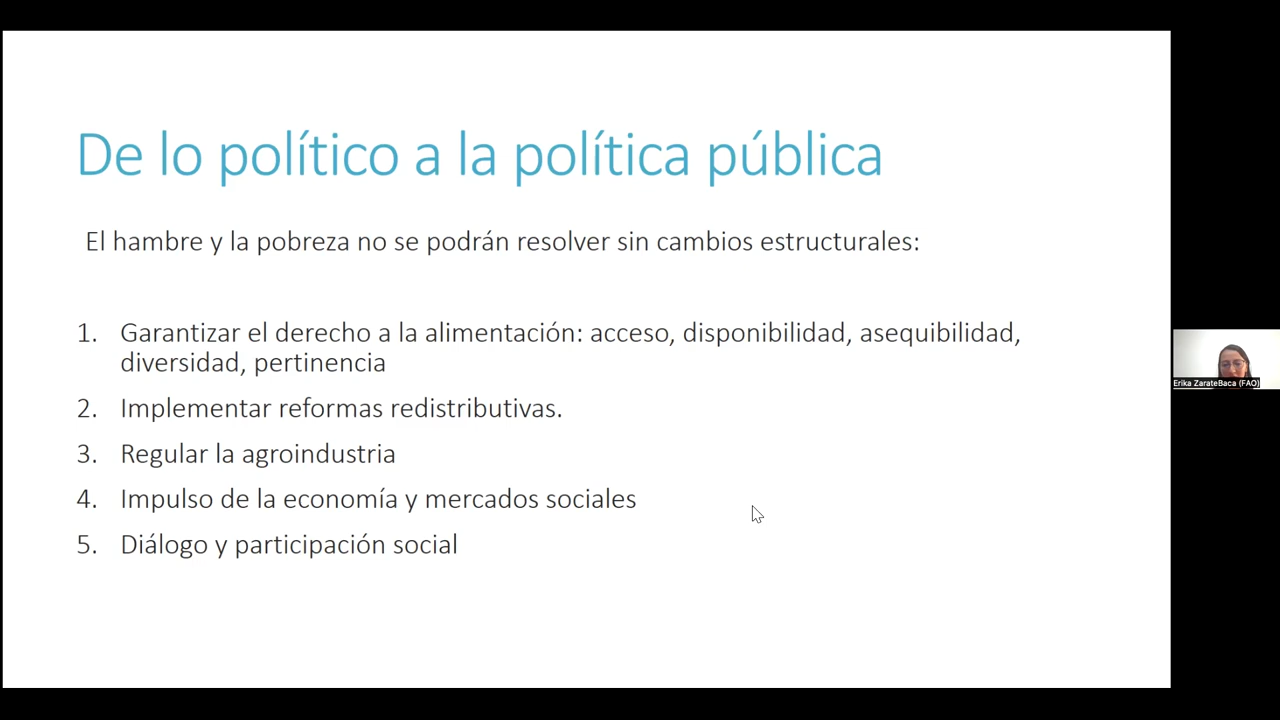 De lo político a la política pública
El hambre y la pobreza no se podrán resolver sin cambios estructurales:
1. Garantizar el derecho a la alimentación: acceso, disponibilidad, asequibilidad,
diversidad, pertinencia
2. Implementar reformas redistributivas.
3. Regular la agroindustria
4. Impulso de la economía y mercados sociales
5. Diálogo y participación social
Erika ZarateBaca (FAO)